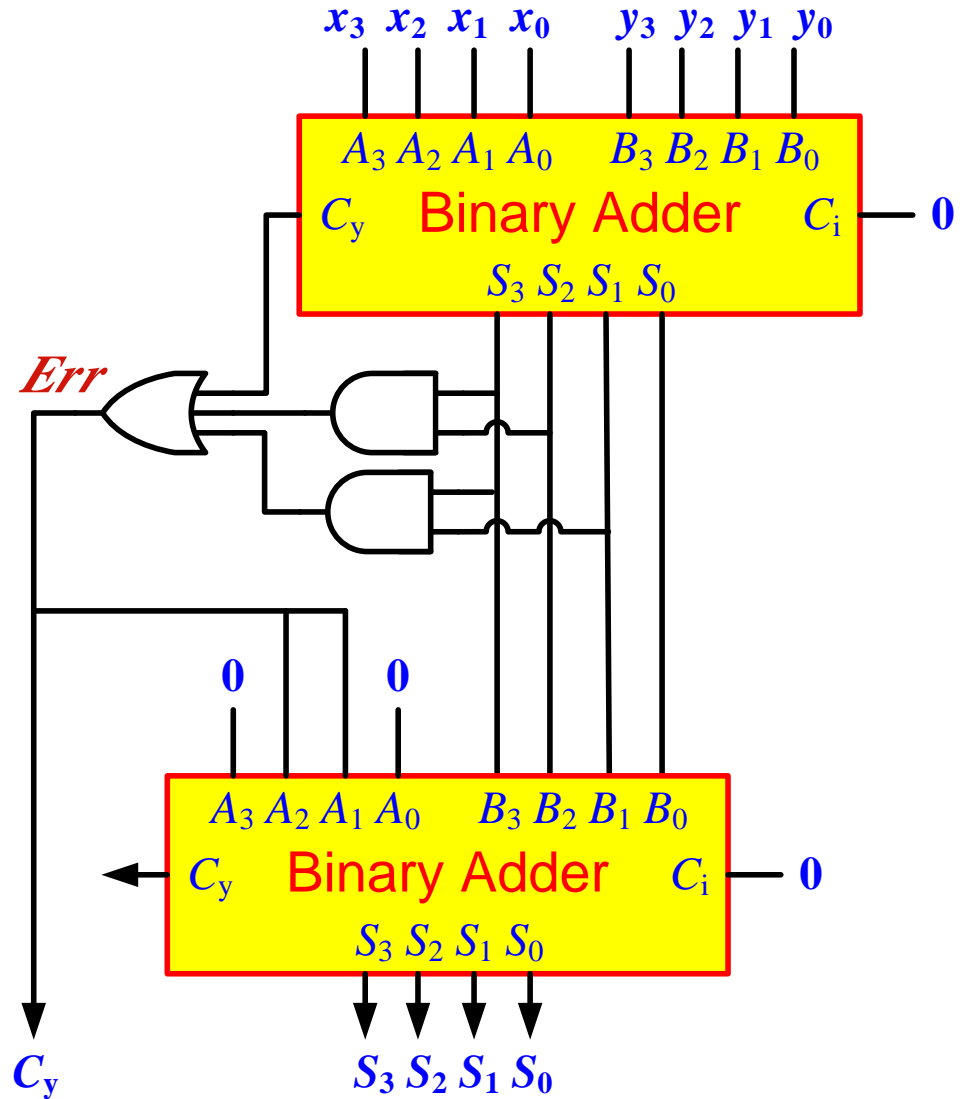 x₃ x₂ x₁ x₀ y₃ y₂ y₁ y₀
A₃ A₂ A₁ A₀ B₃ B₂ B₁ B₀
Cy Binary Adder Ci 0
S₃ S₂ S₁ S₀
Err
0 0
A₃ A₂ A₁ A₀ B₃ B₂ B₁ B₀
Cy Binary Adder Ci 0
S₃ S₂ S₁ S₀
Cy S₃ S₂ S₁ S₀